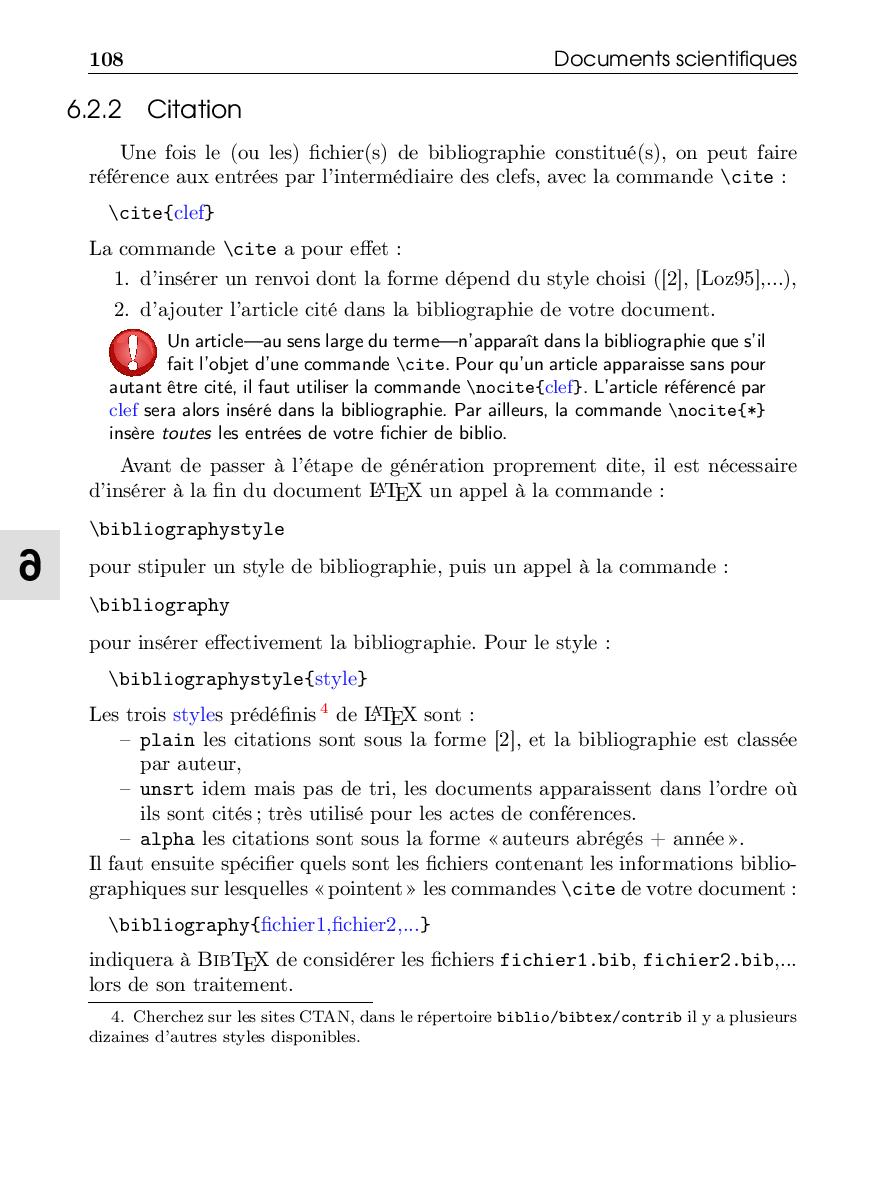 108 Documents scientifiques
6.2.2 Citation
Une fois le (ou les) fichier(s) de bibliographie constitué(s), on peut faire
référence aux entrées par l'intermédiaire des clefs, avec la commande \cite :
\cite{clef}
La commande \cite a pour effet :
1. d'insérer un renvoi dont la forme dépend du style choisi ([2], [Loz95],...),
2. d'ajouter l'article cité dans la bibliographie de votre document.
Un article—au sens large du terme—n'apparaît dans la bibliographie que s'il
fait l'objet d'une commande \cite. Pour qu'un article apparaisse sans pour
autant être cité, il faut utiliser la commande \nocite{clef}. L'article référencé par
clef sera alors inséré dans la bibliographie. Par ailleurs, la commande \nocite{*}
insère toutes les entrées de votre fichier de biblio.
Avant de passer à l'étape de génération proprement dite, il est nécessaire
d'insérer à la fin du document LATEX un appel à la commande :
\bibliographystyle
6
pour stipuler un style de bibliographie, puis un appel à la commande :
\bibliography
pour insérer effectivement la bibliographie. Pour le style :
\bibliographystyle{style}
Les trois styles prédéfinis 4 de LATEX sont :
– plain les citations sont sous la forme [2], et la bibliographie est classée
par auteur,
– unsrt idem mais pas de tri, les documents apparaissent dans l'ordre où
ils sont cités ; très utilisé pour les actes de conférences.
– alpha les citations sont sous la forme « auteurs abrégés + année ».
Il faut ensuite spécifier quels sont les fichiers contenant les informations biblio-
graphiques sur lesquelles « pointent » les commandes \cite de votre document :
\bibliography{fichier1,fichier2,...}
indiquera à BIBTEX de considérer les fichiers fichier1.bib, fichier2.bib,...
lors de son traitement.
4. Cherchez sur les sites CTAN, dans le répertoire biblio/bibtex/contrib il y a plusieurs
dizaines d'autres styles disponibles.